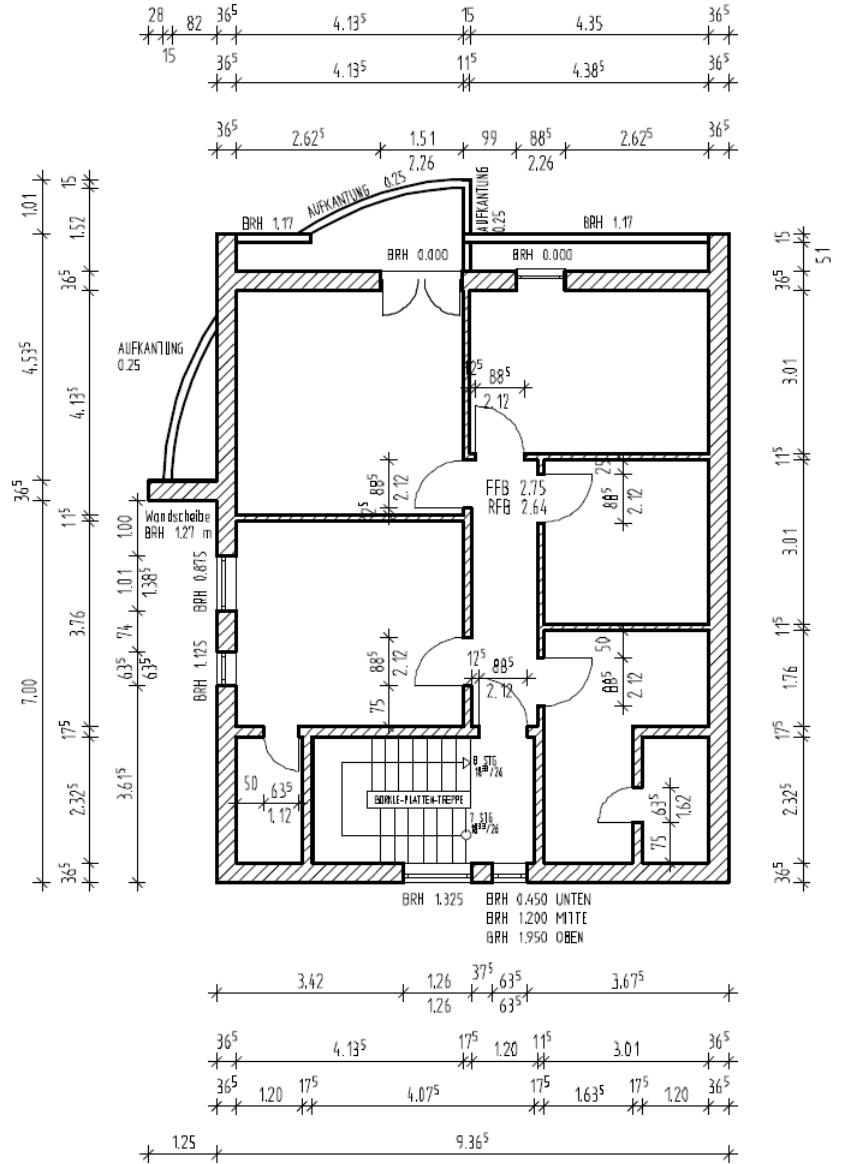 28 82 36⁵ 4.13⁵ 15 4.35 36⁵
15
36⁵ 4.13⁵ 11⁵ 4.38⁵ 36⁵
36⁵ 2.62⁵ 1.51 99 88⁵ 2.62⁵ 36⁵
2.26 2.26
1.01
4.53⁵
36⁵
7.00
15
1.52
36⁵
4.13⁵
11⁵
3.76
17⁵
2.32⁵
36⁵
1.00
1.01
1.38⁵
74
63⁵
63⁵
3.61⁵
AUFKANTUNG 0.25
AUFKANTUNG
0.25
BRH 1.17
BRH 1.17
BRH 0.000
BRH 0.000
AUFKANTUNG
0.25
12⁵ 88⁵
2.12
88⁵
2.12
FFB 2.75
RFB 2.64
25
88⁵
2.12
Wandscheibe
BRH 1.27 m
BRH 0.875
BRH 1.125
88⁵
2.12
75
12⁵ 88⁵
2.12
50
88⁵
2.12
50 63⁵
1.12
8 STG
BÜRKLE-PLATTEN-TREPPE
7 STG
63⁵
1.62
75
BRH 1.325
BRH 0.450 UNTEN
BRH 1.200 MITTE
BRH 1.950 OBEN
15
51
36⁵
3.01
11⁵
3.01
11⁵
1.76
17⁵
2.32⁵
36⁵
3.42 1.26 37⁵ 63⁵ 3.67⁵
1.26 63⁵
36⁵ 4.13⁵ 17⁵ 1.20 11⁵ 3.01 36⁵
36⁵ 1.20 17⁵ 4.07⁵ 17⁵ 1.63⁵ 17⁵ 1.20 36⁵
1.25 9.36⁵